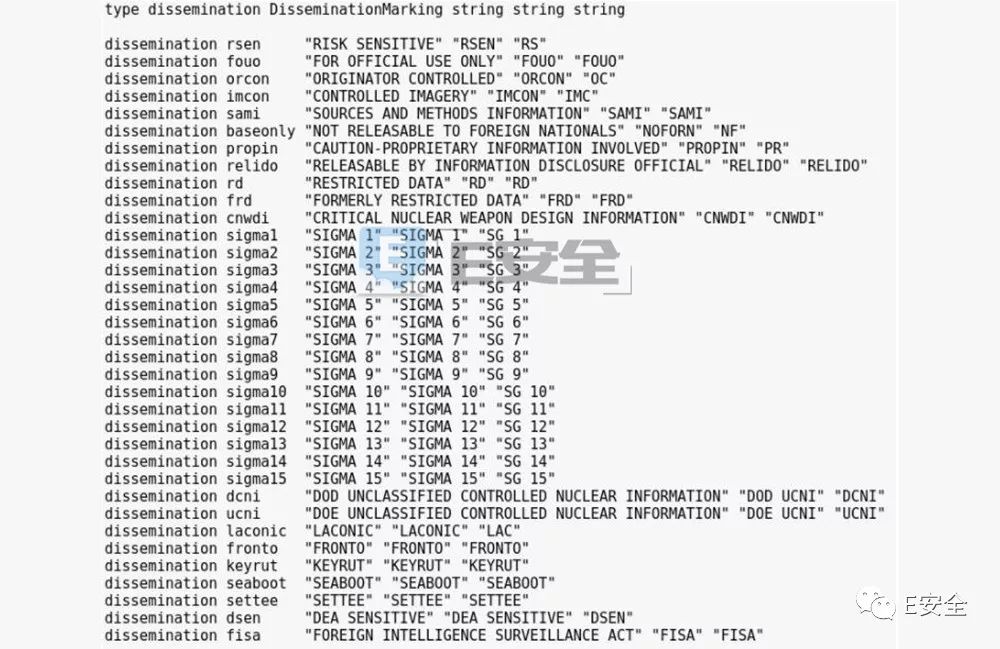 type dissemination DisseminationMarking string string string
dissemination rsen "RISK SENSITIVE" "RSEN" "RS"
dissemination fouo "FOR OFFICIAL USE ONLY" "FOUO" "FOUO"
dissemination orcon "ORIGINATOR CONTROLLED" "ORCON" "OC"
dissemination imcon "CONTROLLED IMAGERY" "IMCON" "IMC"
dissemination sami "SOURCES AND METHODS INFORMATION" "SAMI" "SAMI"
dissemination baseonly "NOT RELEASABLE TO FOREIGN NATIONALS" "NOFORN" "NF"
dissemination propin "CAUTION-PROPRIETARY INFORMATION INVOLVED" "PROPIN" "PR"
dissemination relido "RELEASABLE BY INFORMATION DISCLOSURE OFFICIAL" "RELIDO" "RELIDO"
dissemination rd "RESTRICTED DATA" "RD" "RD"
dissemination frd "FORMERLY RESTRICTED DATA" "FRD" "FRD"
dissemination cnwdi "CRITICAL NUCLEAR WEAPON DESIGN INFORMATION" "CNWDI" "CNWDI"
dissemination sigma1 "SIGMA 1" "SIGMA 1" "SG 1"
dissemination sigma2 "SIGMA 2" "SIGMA 2" "SG 2"
dissemination sigma3 "SIGMA 3" "SIGMA 3" "SG 3"
dissemination sigma4 "SIGMA 4" "SIGMA 4" "SG 4"
E安全
dissemination sigma5 "SIGMA 5" "SIGMA 5" "SG 5"
dissemination sigma6 "SIGMA 6" "SIGMA 6" "SG 6"
dissemination sigma7 "SIGMA 7" "SIGMA 7" "SG 7"
dissemination sigma8 "SIGMA 8" "SIGMA 8" "SG 8"
dissemination sigma9 "SIGMA 9" "SIGMA 9" "SG 9"
dissemination sigma10 "SIGMA 10" "SIGMA 10" "SG 10"
dissemination sigma11 "SIGMA 11" "SIGMA 11" "SG 11"
dissemination sigma12 "SIGMA 12" "SIGMA 12" "SG 12"
dissemination sigma13 "SIGMA 13" "SIGMA 13" "SG 13"
dissemination sigma14 "SIGMA 14" "SIGMA 14" "SG 14"
dissemination sigma15 "SIGMA 15" "SIGMA 15" "SG 15"
dissemination dcni "DOD UNCLASSIFIED CONTROLLED NUCLEAR INFORMATION" "DOD UCNI" "DCNI"
dissemination ucni "DOE UNCLASSIFIED CONTROLLED NUCLEAR INFORMATION" "DOE UCNI" "UCNI"
dissemination laconic "LACONIC" "LACONIC" "LAC"
dissemination fronto "FRONTO" "FRONTO" "FRONTO"
dissemination keyrut "KEYRUT" "KEYRUT" "KEYRUT"
dissemination seaboot "SEABOOT" "SEABOOT" "SEABOOT"
dissemination settee "SETTEE" "SETTEE" "SETTEE"
dissemination dsen "DEA SENSITIVE" "DEA SENSITIVE" "DSEN"
dissemination fisa "FOREIGN INTELLIGENCE SURVEILLANCE ACT" "FISA" "FISA"
E安全